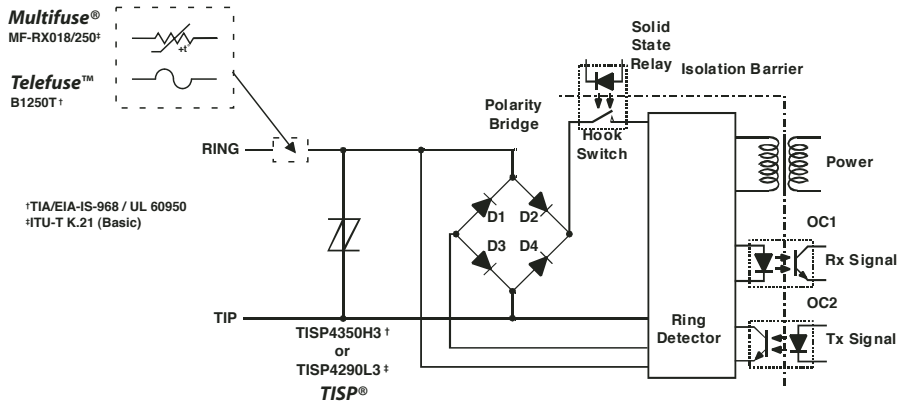 Multifuse®
MF-RX018/250‡
+t°
Telefuse™
B1250T†
Solid
State
Relay
Isolation Barrier
Polarity
Bridge
Hook
Switch
RING
Power
†TIA/EIA-IS-968 / UL 60950
‡ITU-T K.21 (Basic)
D1 D2
D3 D4
OC1
Rx Signal
OC2
Tx Signal
Ring
Detector
TIP
TISP4350H3 †
or
TISP4290L3 ‡
TISP®